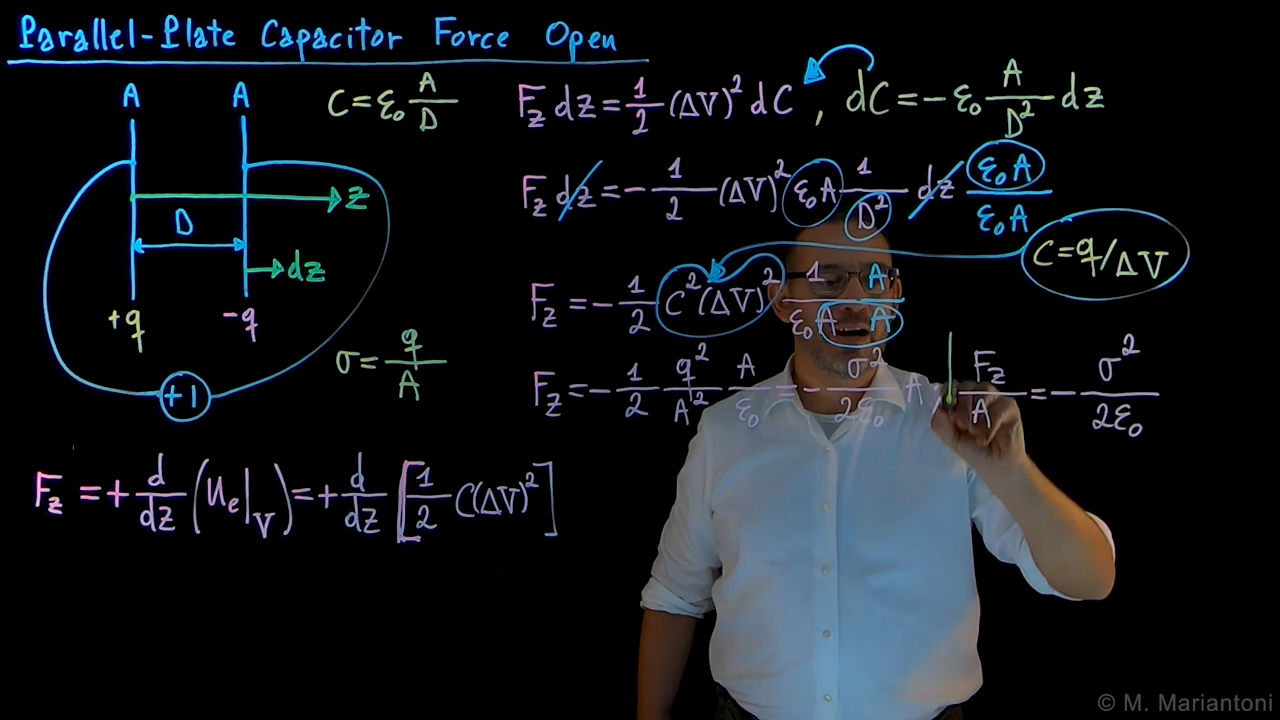 Parallel-Plate Capacitor Force Open
A A
C = ε₀ A/D
D
z
dz
+q -q
+1
σ = q/A
F_z = + d/dz (U_e|_V) = + d/dz [1/2 C(ΔV)²]
F_z dz = 1/2 (ΔV)² dC , dC = -ε₀ A/D² dz
F_z dz = - 1/2 (ΔV)² ε₀A 1/D² dz ε₀A/ε₀A
C = q/ΔV
F_z = - 1/2 C²(ΔV)² 1/ε₀A A/A
F_z = - 1/2 q²/A² A/ε₀ = - σ²/2ε₀ A , F_z/A = - σ²/2ε₀
© M. Mariantoni